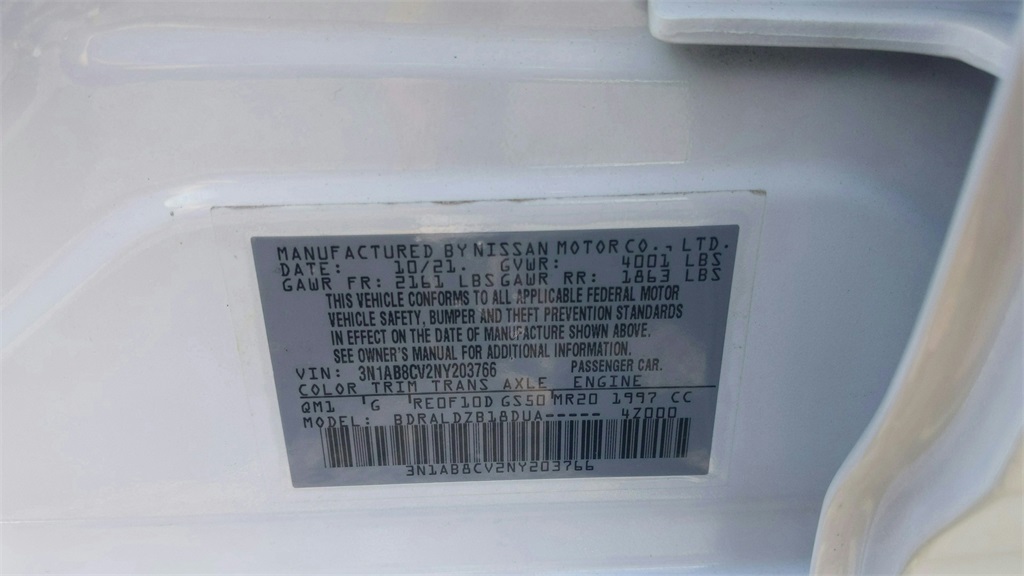 MANUFACTURED BY NISSAN MOTOR CO., LTD.
DATE: 10/21. GVWR: 4001 LBS
GAWR FR: 2161 LBS GAWR RR: 1863 LBS
THIS VEHICLE CONFORMS TO ALL APPLICABLE FEDERAL MOTOR
VEHICLE SAFETY, BUMPER AND THEFT PREVENTION STANDARDS
IN EFFECT ON THE DATE OF MANUFACTURE SHOWN ABOVE.
SEE OWNER'S MANUAL FOR ADDITIONAL INFORMATION.
VIN: 3N1AB8CV2NY203766 PASSENGER CAR.
COLOR TRIM TRANS AXLE ENGINE
QM1 G RE0F10D GS50 MR20 1997 CC
MODEL: BDRALDZB18DUA----- 4Z000
3N1AB8CV2NY203766